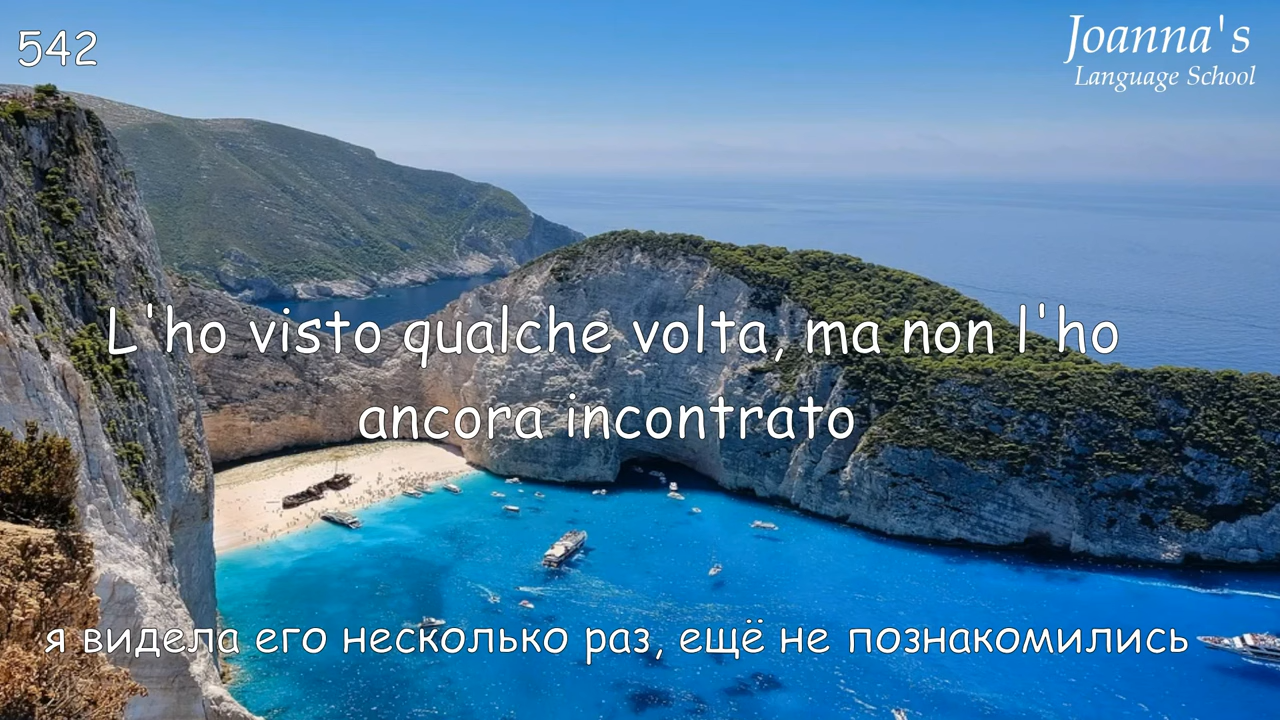 542
Joanna's
Language School
L'ho visto qualche volta, ma non l'ho
ancora incontrato
я видела его несколько раз, ещё не познакомились